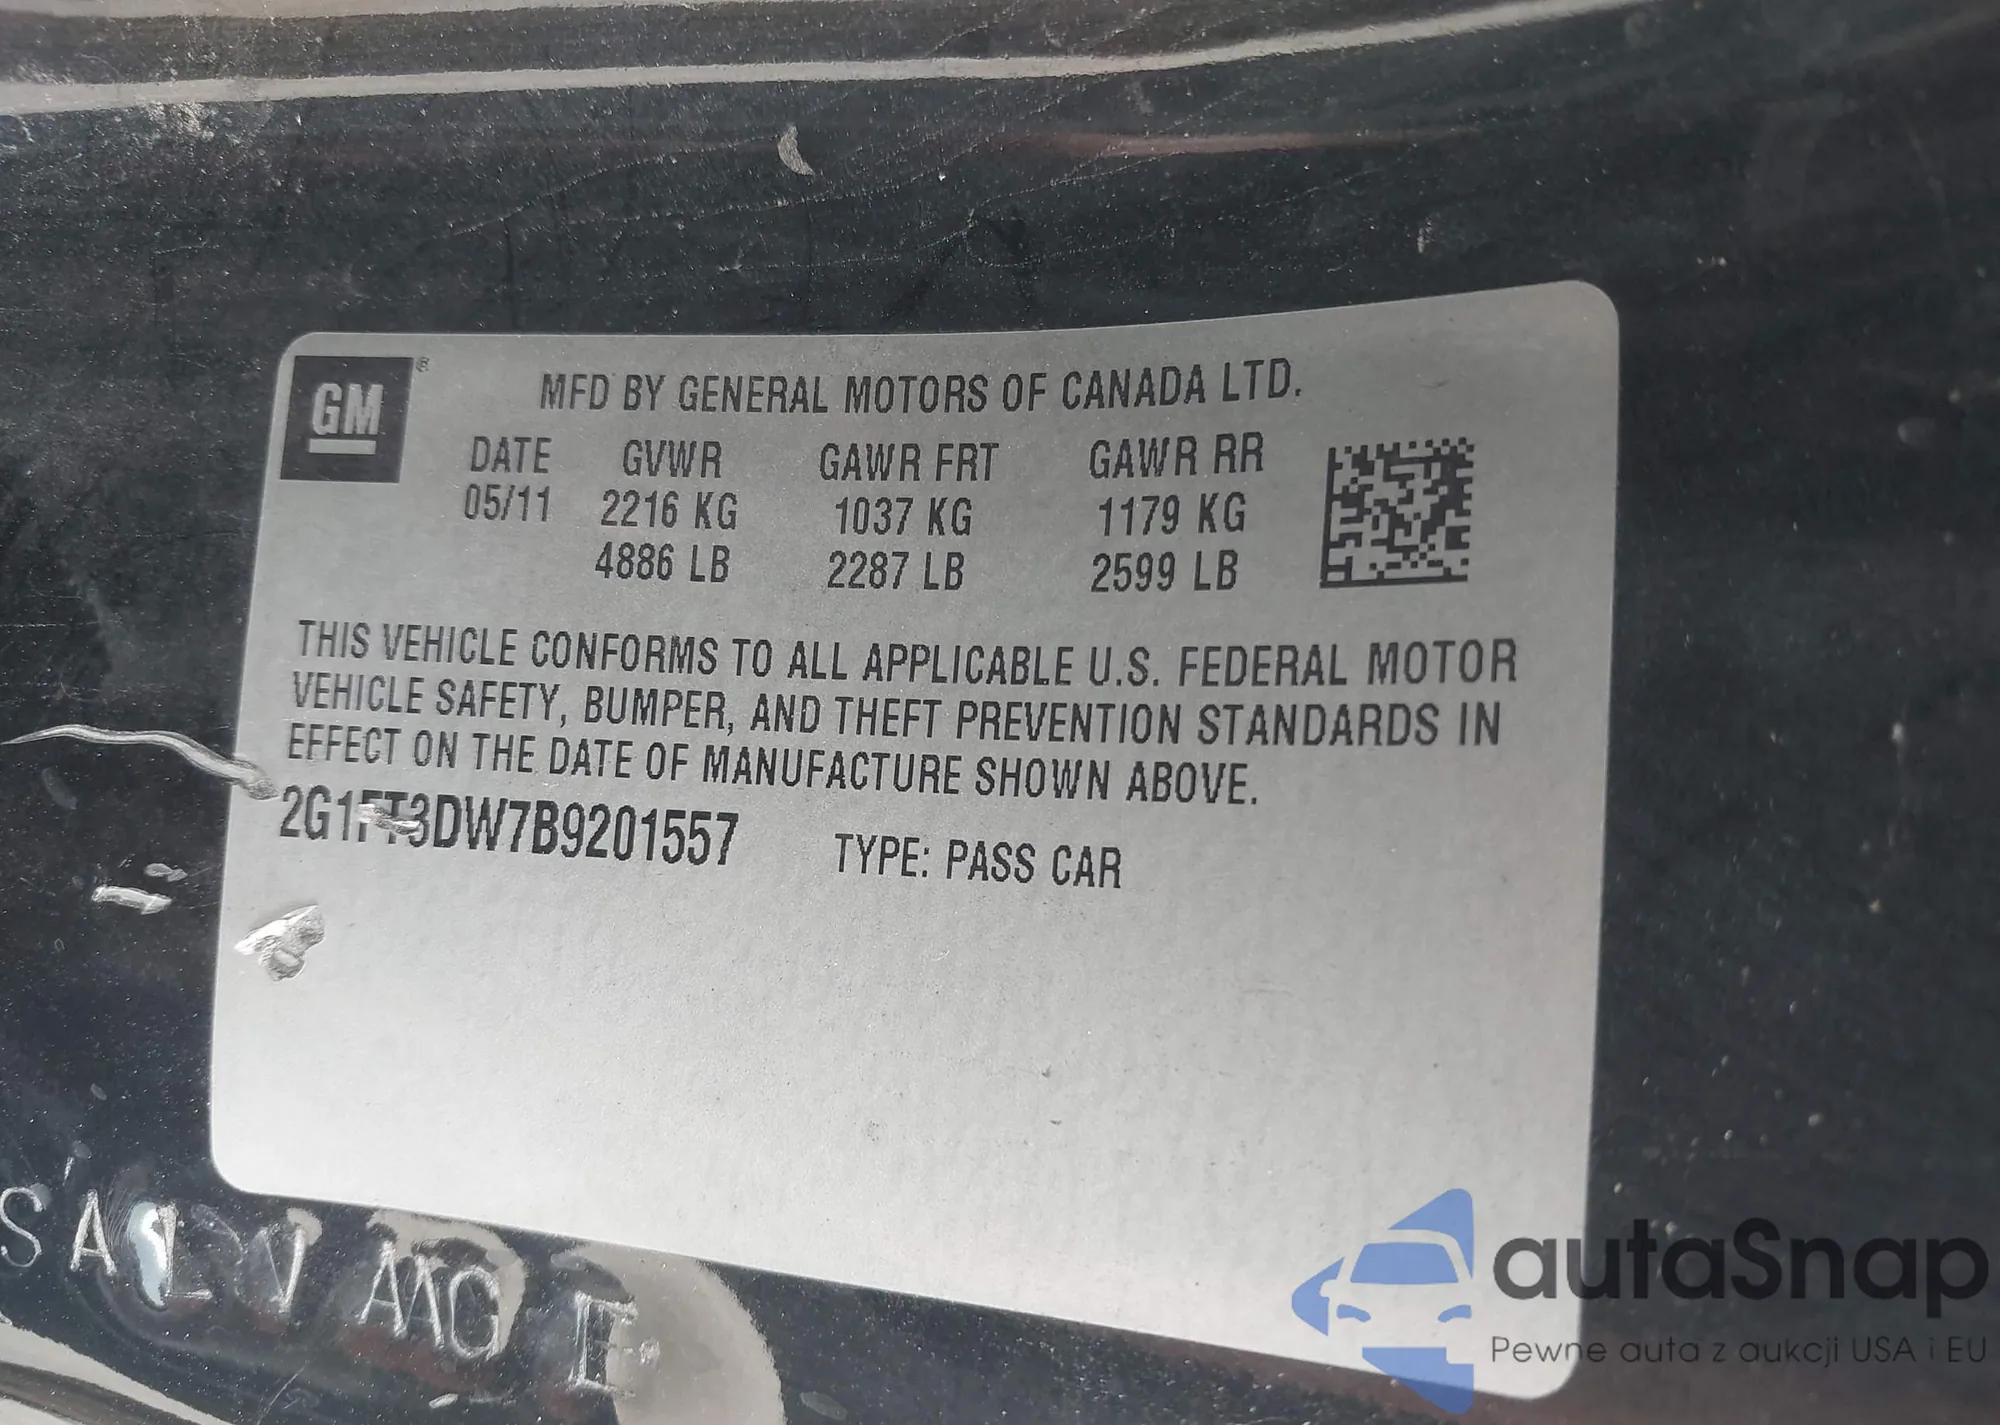 GM®
MFD BY GENERAL MOTORS OF CANADA LTD.
DATE GVWR GAWR FRT GAWR RR
05/11 2216 KG 1037 KG 1179 KG
4886 LB 2287 LB 2599 LB
THIS VEHICLE CONFORMS TO ALL APPLICABLE U.S. FEDERAL MOTOR
VEHICLE SAFETY, BUMPER, AND THEFT PREVENTION STANDARDS IN
EFFECT ON THE DATE OF MANUFACTURE SHOWN ABOVE.
2G1FT3DW7B9201557 TYPE: PASS CAR
SALVAGE
autaSnap
Pewne auta z aukcji USA i EU